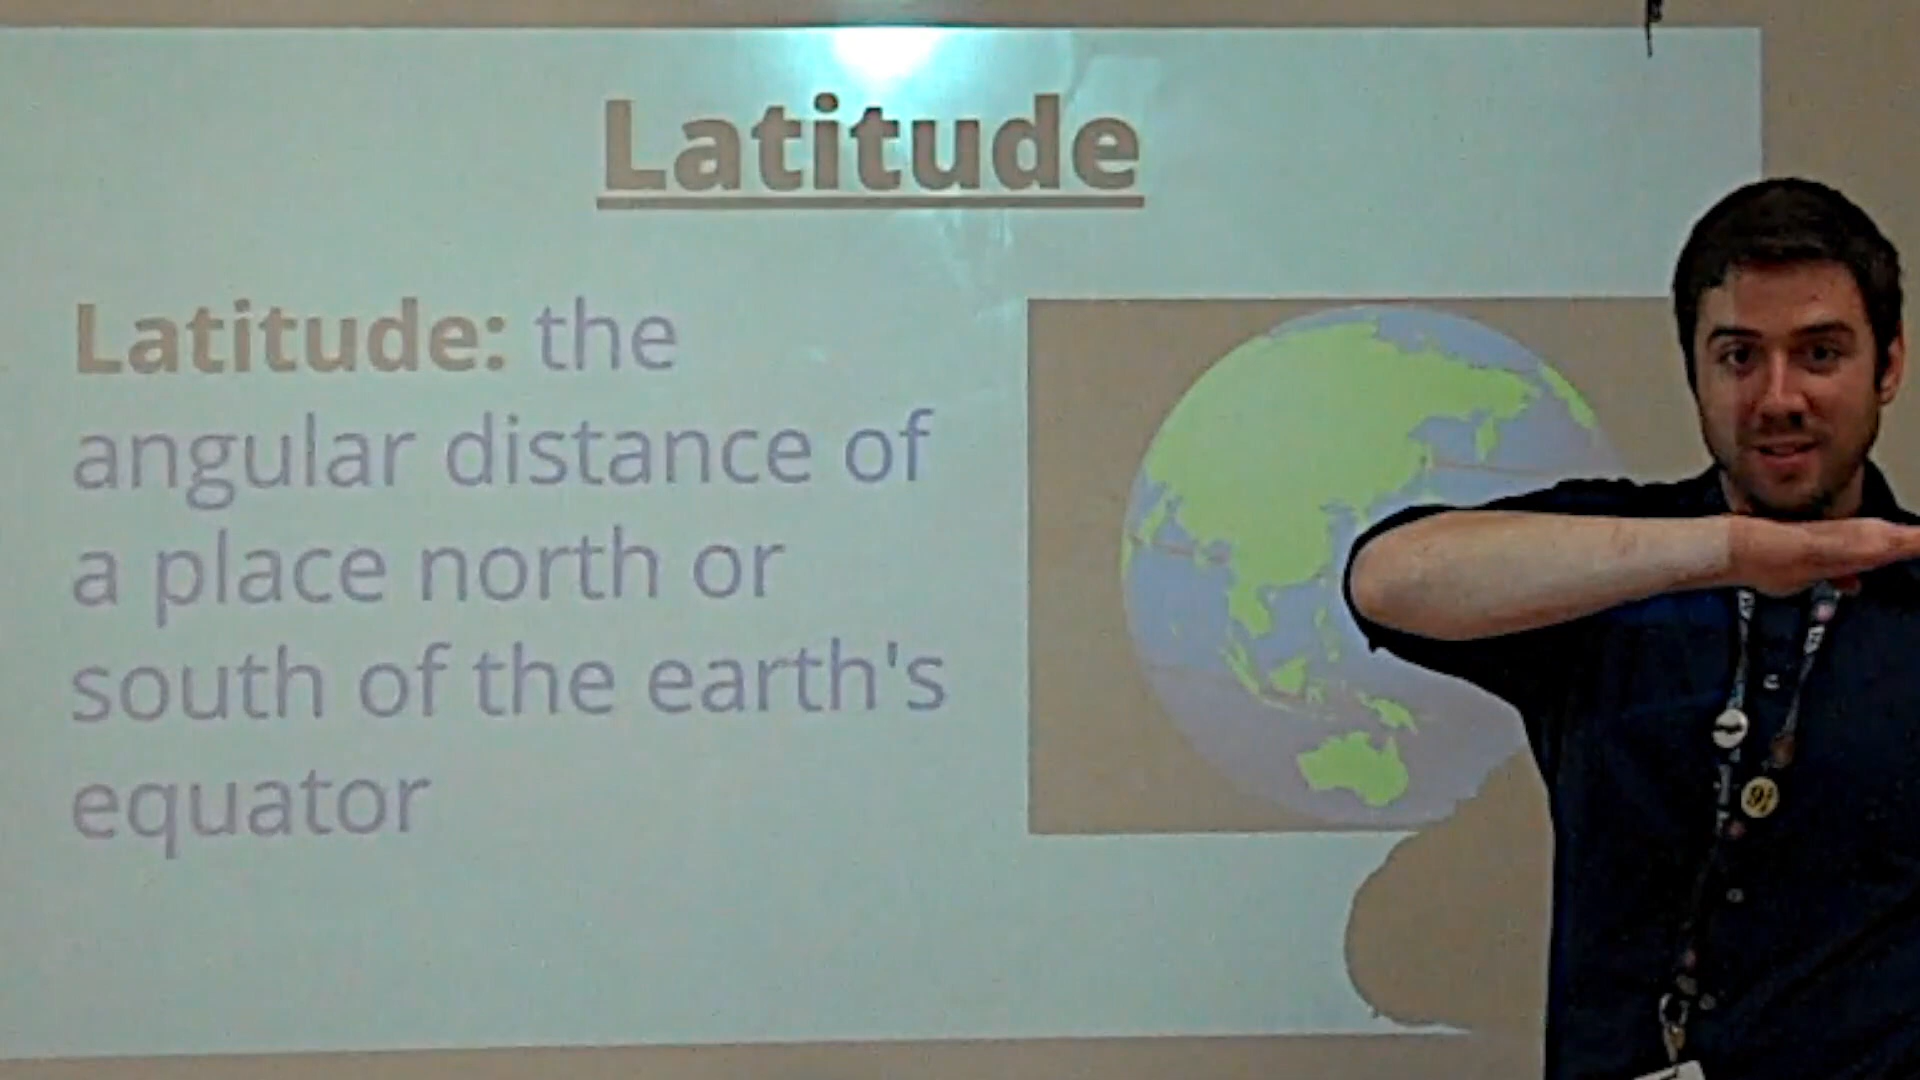 Latitude
Latitude: the
angular distance of
a place north or
south of the earth's
equator